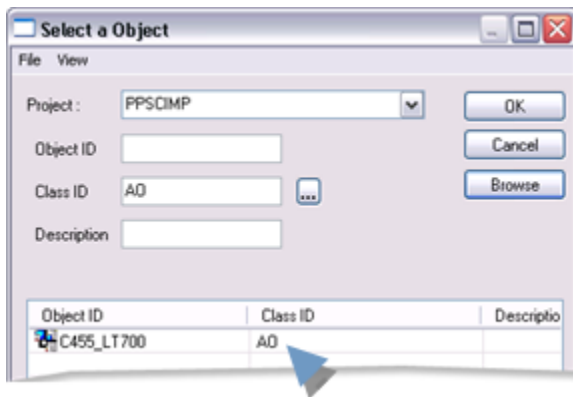 Select a Object
File View
Project : PPSCIMP OK
Object ID Cancel
Class ID AO ... Browse
Description
Object ID Class ID Descriptio
C455_LT700 AO